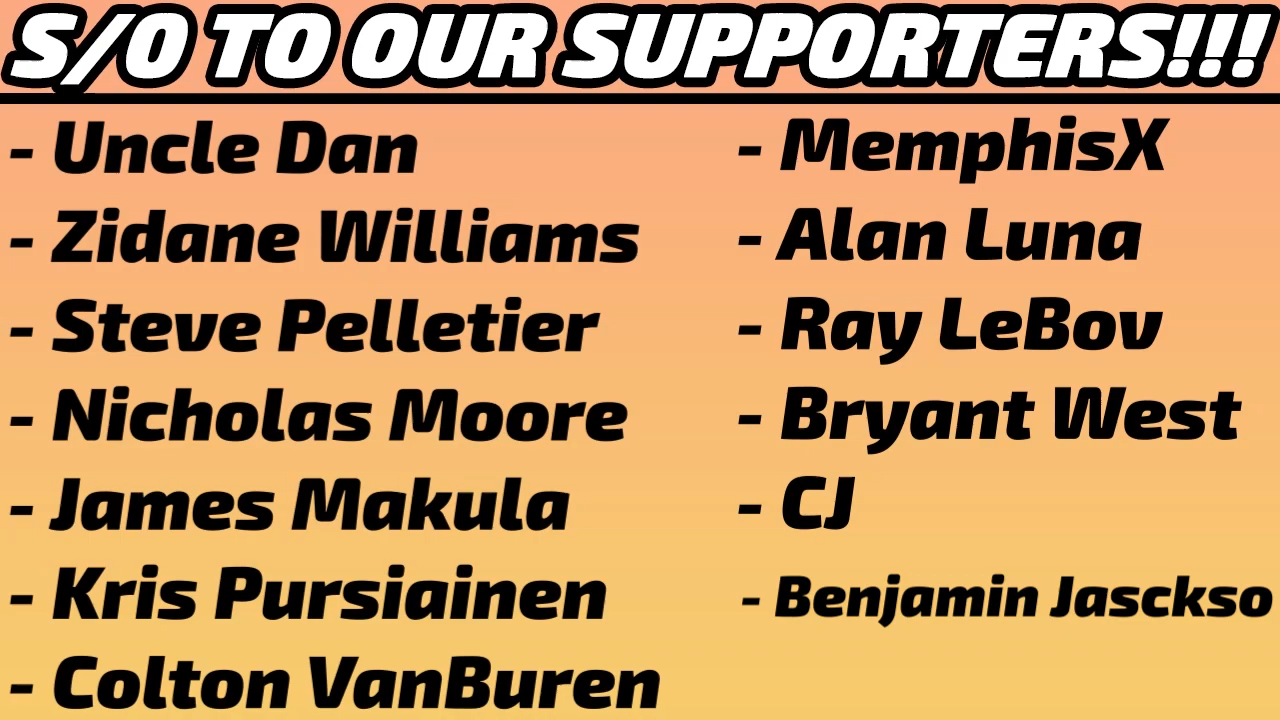 S/O TO OUR SUPPORTERS!!!
- Uncle Dan
- Zidane Williams
- Steve Pelletier
- Nicholas Moore
- James Makula
- Kris Pursiainen
- Colton VanBuren
- MemphisX
- Alan Luna
- Ray LeBov
- Bryant West
- CJ
- Benjamin Jasckso